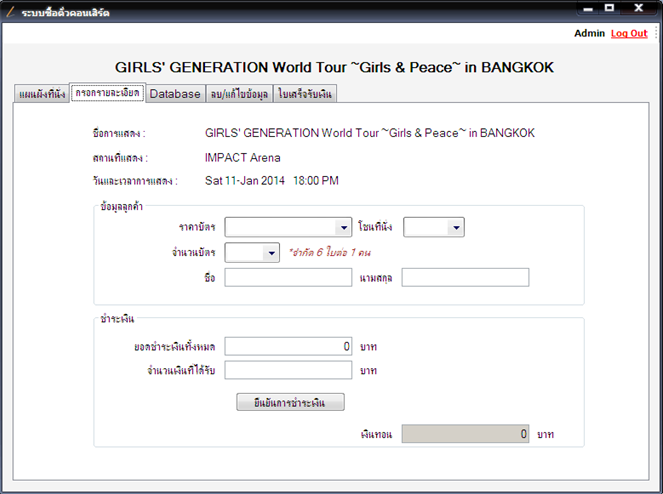 ระบบซื้อตั๋วคอนเสิร์ต
Admin Log Out
GIRLS' GENERATION World Tour ~Girls & Peace~ in BANGKOK
แผนผังที่นั่ง กรอกรายละเอียด Database ลบ/แก้ไขข้อมูล ใบเสร็จรับเงิน
ชื่อการแสดง : GIRLS' GENERATION World Tour ~Girls & Peace~ in BANGKOK
สถานที่แสดง : IMPACT Arena
วันและเวลาการแสดง : Sat 11-Jan 2014 18:00 PM
ข้อมูลลูกค้า
ราคาบัตร โซนที่นั่ง
จำนวนบัตร *จำกัด 6 ใบต่อ 1 คน
ชื่อ นามสกุล
ชำระเงิน
ยอดชำระเงินทั้งหมด 0 บาท
จำนวนเงินที่ได้รับ บาท
ยืนยันการชำระเงิน
เงินทอน 0 บาท